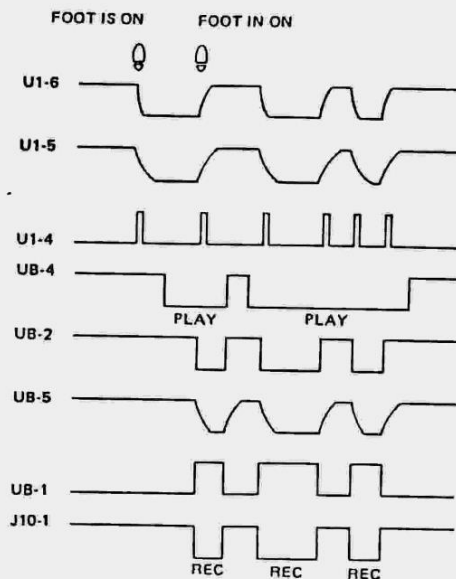 FOOT IS ON FOOT IN ON
U1-6
U1-5
U1-4
UB-4
PLAY PLAY
UB-2
UB-5
UB-1
J10-1
REC REC REC